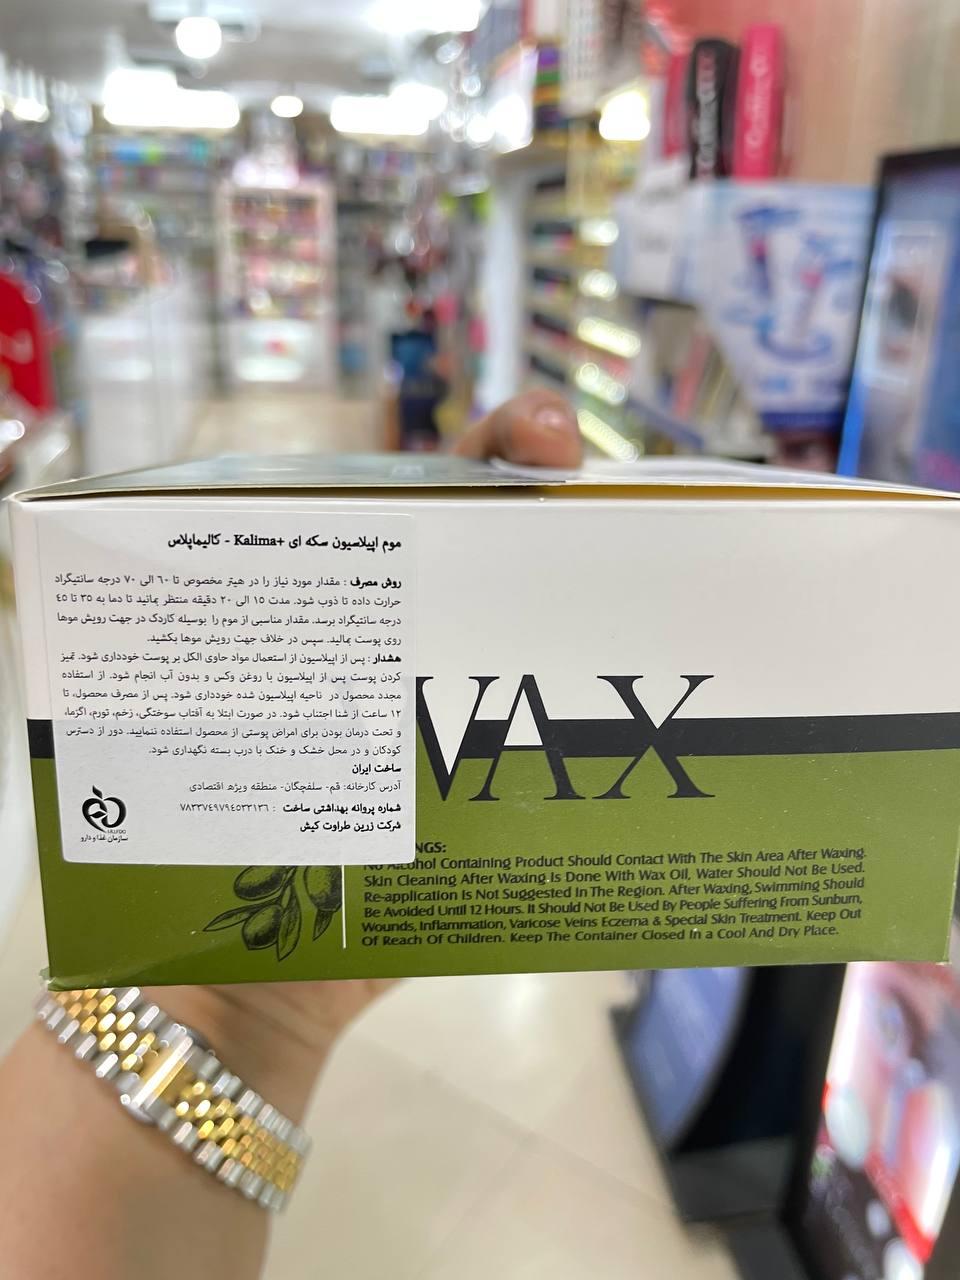 موم اپیلاسیون سکه ای +Kalima - کالیماپلاس
روش مصرف : مقدار مورد نیاز را در هیتر مخصوص تا ٦٠ الی ٧٠ درجه سانتیگراد
حرارت داده تا ذوب شود. مدت ١٥ الی ٢٠ دقیقه منتظر بمانید تا دما به ٣٥ تا ٤٥
درجه سانتیگراد برسد. مقدار مناسبی از موم را بوسیله کاردک در جهت رویش موها
روی پوست بمالید. سپس در خلاف جهت رویش موها بکشید.
هشدار : پس از اپیلاسیون از استعمال مواد حاوی الکل بر پوست خودداری شود. تمیز
کردن پوست پس از اپیلاسیون با روغن وکس و بدون آب انجام شود. از استفاده
مجدد محصول در ناحیه اپیلاسیون شده خودداری شود. پس از مصرف محصول، تا
١٢ ساعت از شنا اجتناب شود. در صورت ابتلا به آفتاب سوختگی، زخم، تورم، اگزما،
و تحت درمان بودن برای امراض پوستی از محصول استفاده ننمایید. دور از دسترس
کودکان و در محل خشک و خنک با درب بسته نگهداری شود.
ساخت ایران
آدرس کارخانه: قم- سلفچگان- منطقه ویژه اقتصادی
شماره پروانه بهداشتی ساخت : ٧٨٣٣٧٤٩٧٩٤٥٣٣١٣٦
شرکت زرین طراوت کیش
سازمان غذا و دارو
WAX
NGS:
No Alcohol Containing Product Should Contact With The Skin Area After Waxing.
Skin Cleaning After Waxing Is Done With Wax Oil, Water Should Not Be Used.
Re-application Is Not Suggested In The Region. After Waxing, Swimming Should
Be Avoided Until 12 Hours. It Should Not Be Used By People Suffering From Sunburn,
Wounds, Inflammation, Varicose Veins Eczema & Special Skin Treatment. Keep Out
Of Reach Of Children. Keep The Container Closed In a Cool And Dry Place.